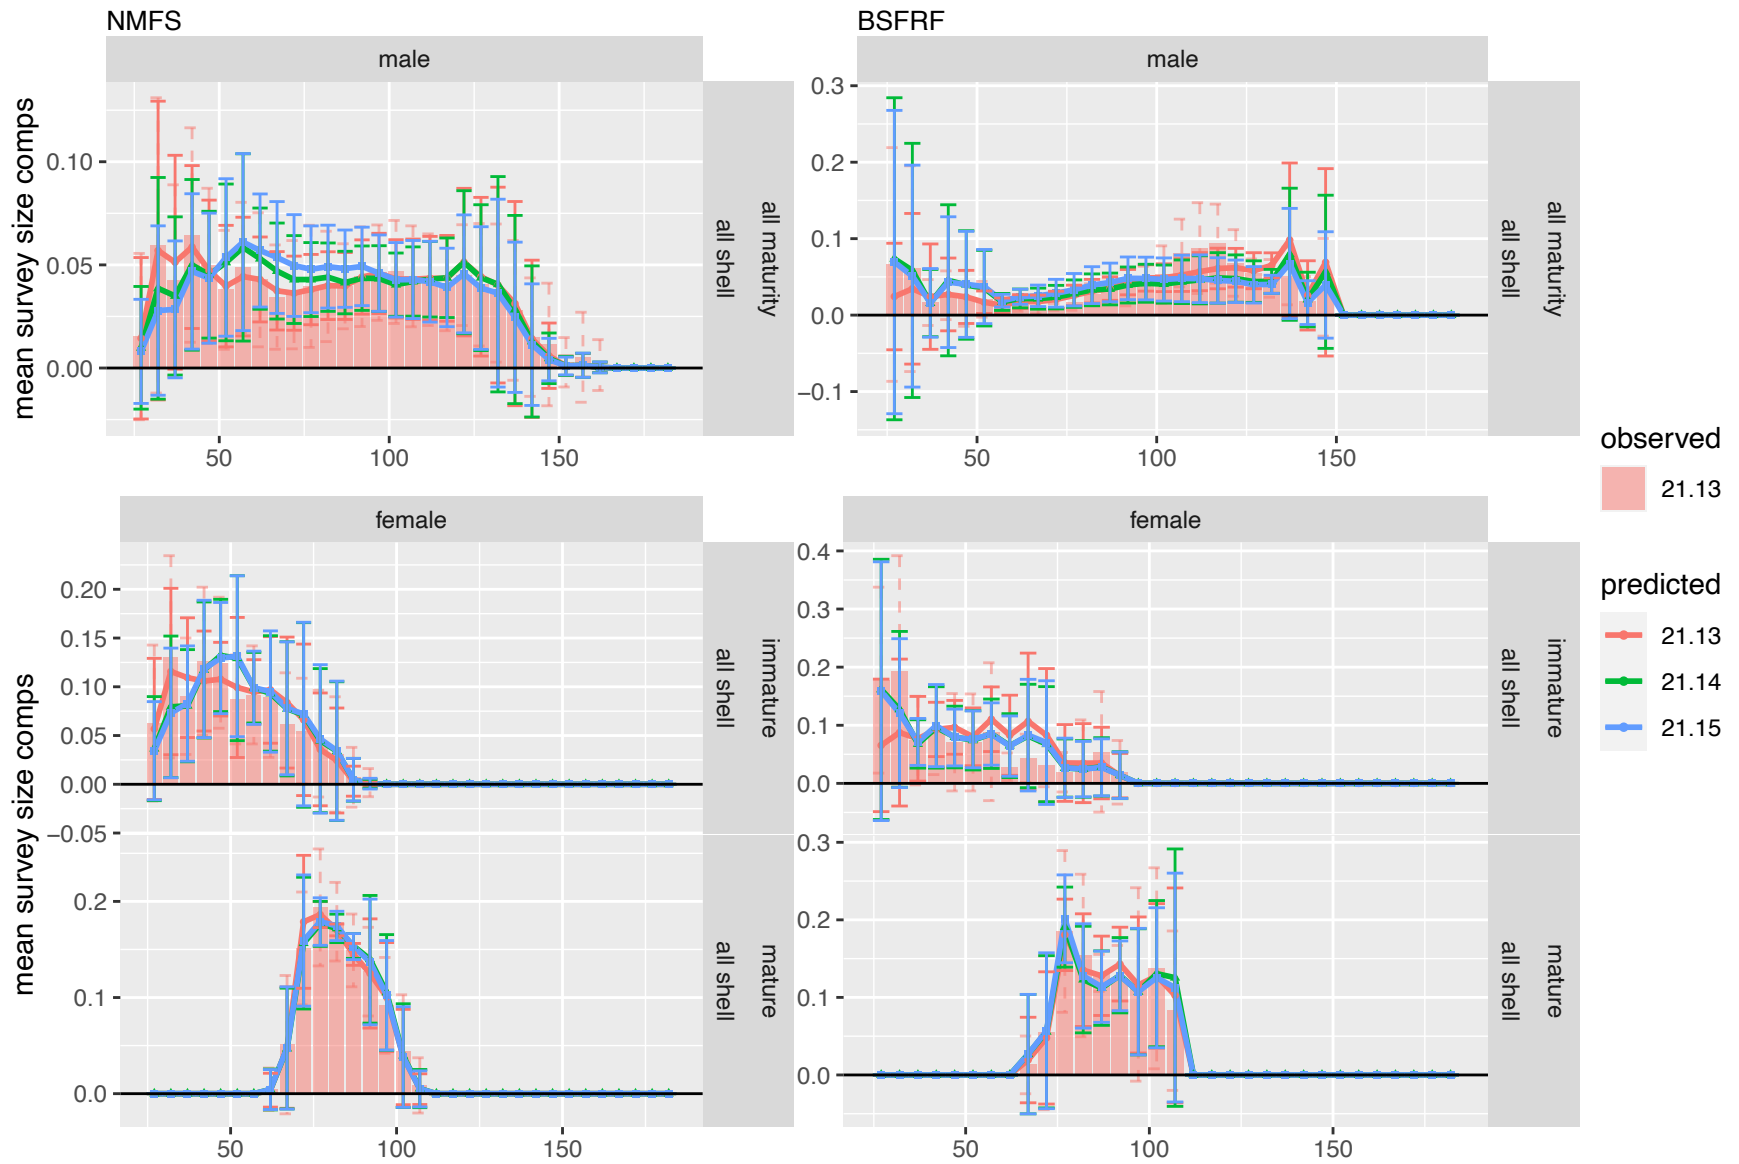 NMFS
BSFRF
male
male
mean survey size comps
0.10
0.05
0.00
all maturity
all shell
0.3
0.2
0.1
0.0
−0.1
all maturity
all shell
50
100
150
50
100
150
observed
21.13
predicted
21.13
21.14
21.15
female
female
mean survey size comps
0.20
0.15
0.10
0.05
0.00
−0.05
immature
all shell
0.4
0.3
0.2
0.1
0.0
immature
all shell
0.2
0.1
0.0
mature
all shell
0.3
0.2
0.1
0.0
mature
all shell
50
100
150
50
100
150